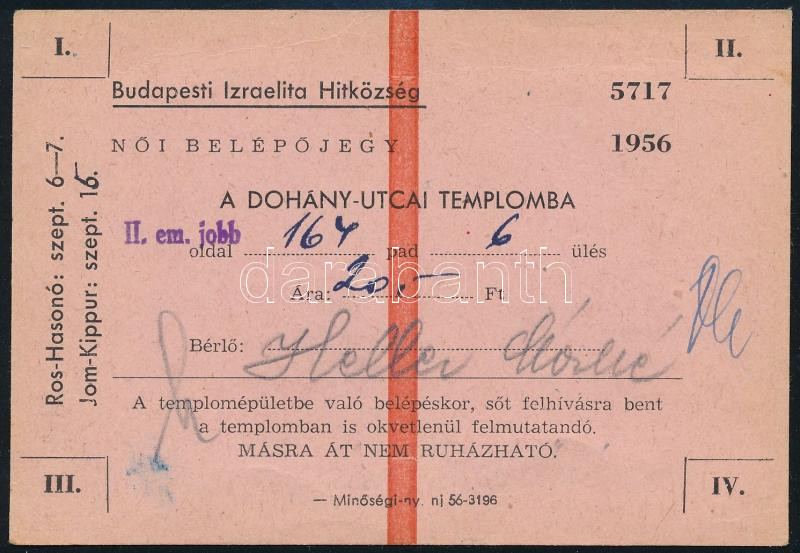 I.
II.
Budapesti Izraelita Hitközség
5717
NŐI BELÉPŐJEGY
1956
A DOHÁNY-UTCAI TEMPLOMBA
II. em. jobb
oldal 164 pad 6 ülés
darabanth
Ára: 20,- Ft
Bérlő: Heller
A templomépületbe való belépéskor, sőt felhívásra bent
a templomban is okvetlenül felmutatandó.
MÁSRA ÁT NEM RUHÁZHATÓ.
III.
IV.
— Minőségi-ny. nj 56-3196
Ros-Hasonó: szept. 6—7.
Jom-Kippur: szept. 15.